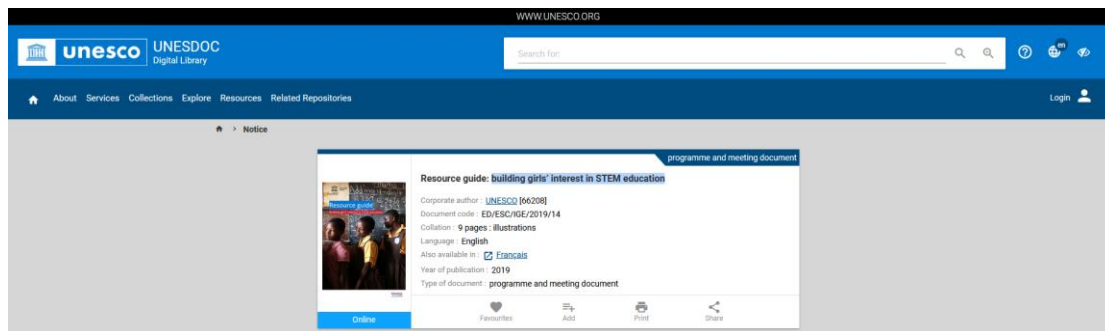 WWW.UNESCO.ORG
unesco
UNESDOC
Digital Library
Search for:
en
About Services Collections Explore Resources Related Repositories
Login
> Notice
programme and meeting document
Resource guide: building girls' interest in STEM education
Corporate author : UNESCO [66208]
Document code : ED/ESC/IGE/2019/14
Collation : 9 pages : illustrations
Language : English
Also available in : Français
Year of publication : 2019
Type of document : programme and meeting document
Resource guide
Online
Favourites Add Print Share